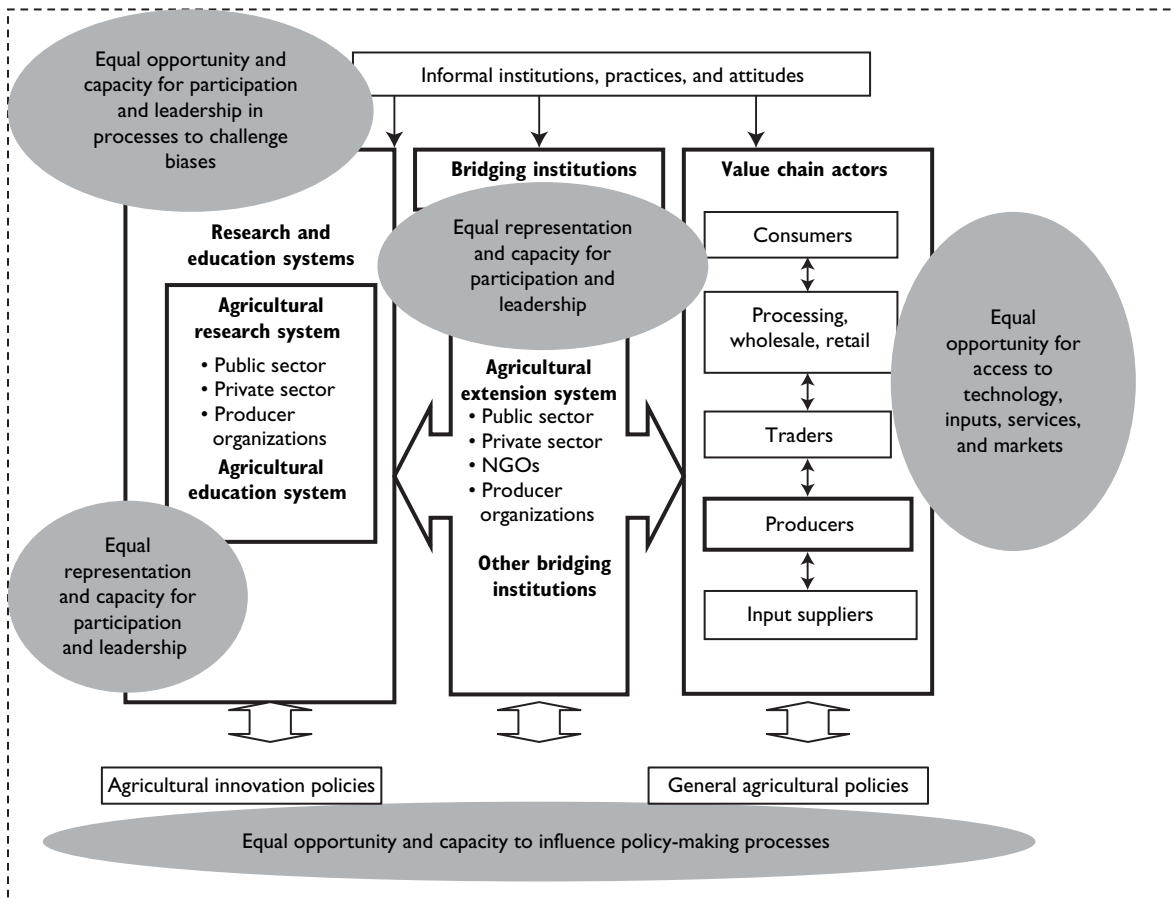 Equal opportunity and
capacity for participation
and leadership in
processes to challenge
biases
Informal institutions, practices, and attitudes
Research and
education systems
Agricultural
research system
• Public sector
• Private sector
• Producer
organizations
Agricultural
education system
Equal
representation
and capacity for
participation
and leadership
Bridging institutions
Equal representation
and capacity for
participation and
leadership
Agricultural
extension system
• Public sector
• Private sector
• NGOs
• Producer
organizations
Other bridging
institutions
Value chain actors
Consumers
Processing,
wholesale, retail
Traders
Producers
Input suppliers
Equal
opportunity for
access to
technology,
inputs, services,
and markets
Agricultural innovation policies
General agricultural policies
Equal opportunity and capacity to influence policy-making processes